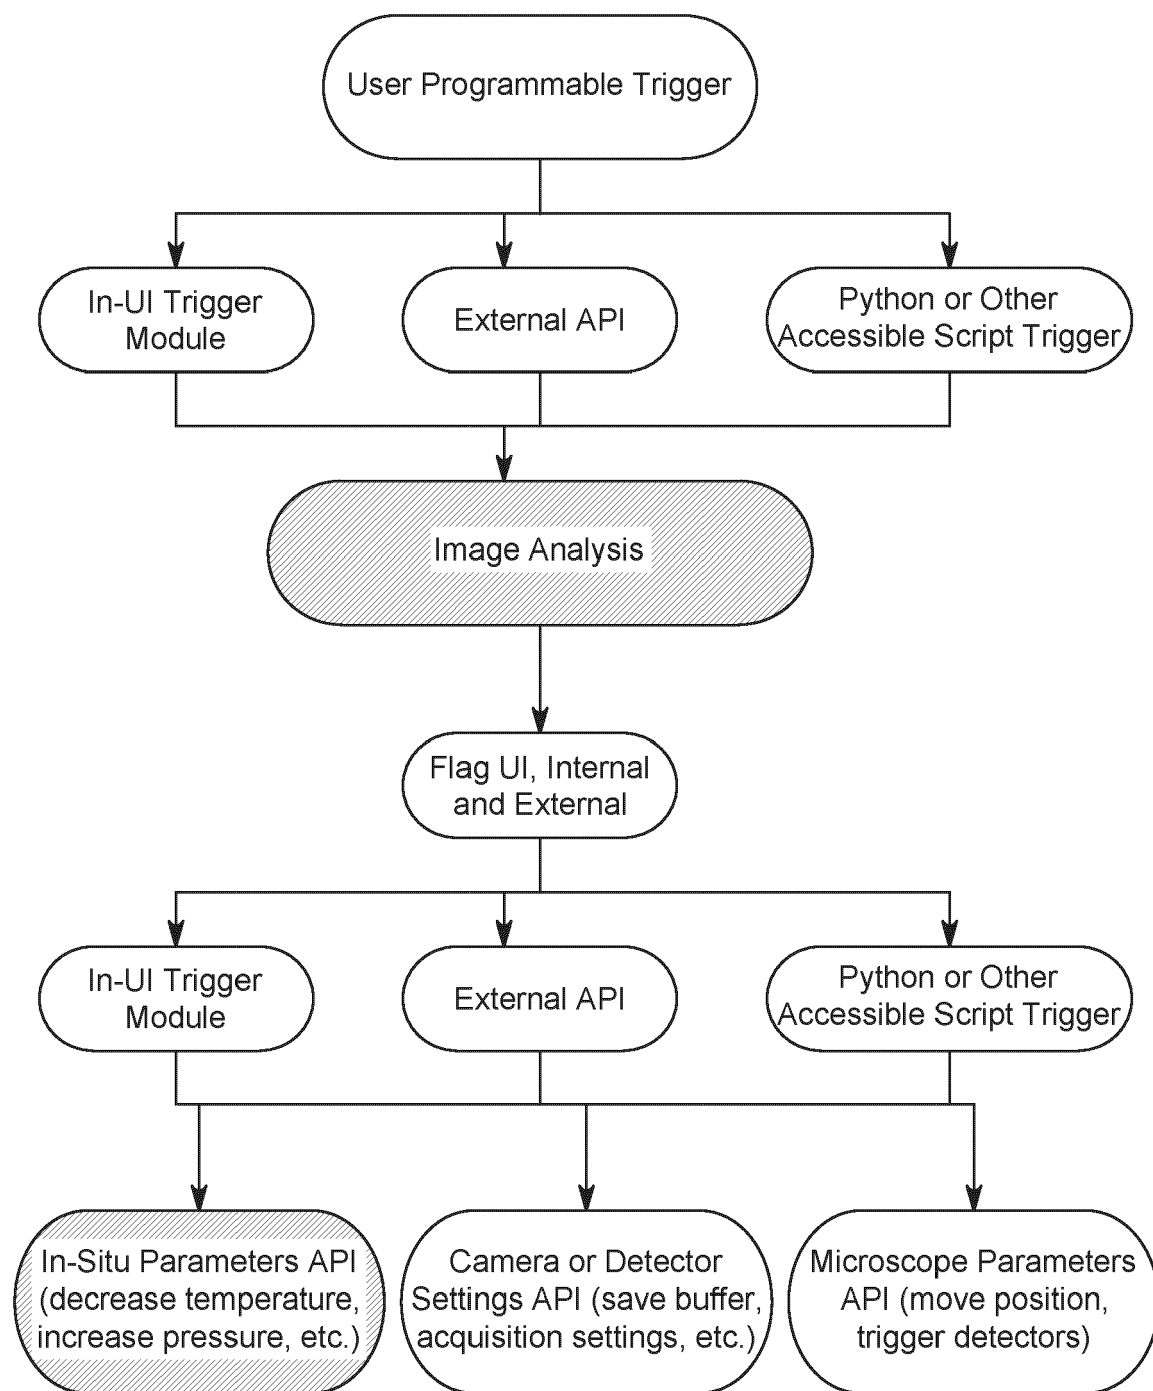 User Programmable Trigger
In-UI Trigger
Module
External API
Python or Other
Accessible Script Trigger
Image Analysis
Flag UI, Internal
and External
In-UI Trigger
Module
External API
Python or Other
Accessible Script Trigger
In-Situ Parameters API
(decrease temperature,
increase pressure, etc.)
Camera or Detector
Settings API (save buffer,
acquisition settings, etc.)
Microscope Parameters
API (move position,
trigger detectors)